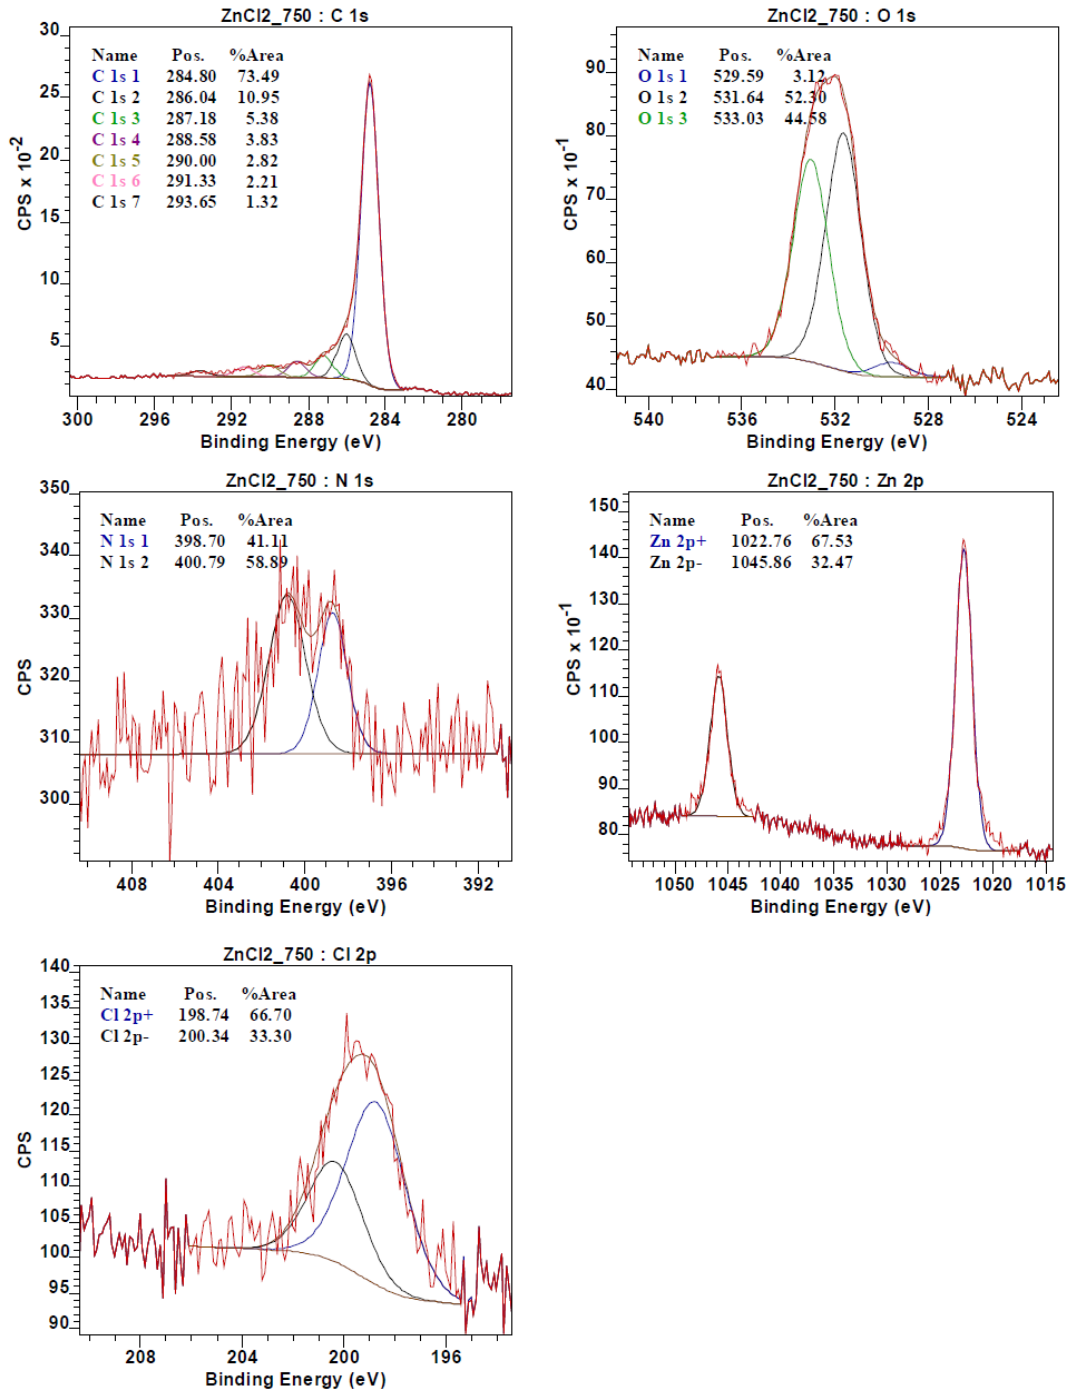 ZnCl2_750 : C 1s
Name Pos. %Area
C 1s 1 284.80 73.49
C 1s 2 286.04 10.95
C 1s 3 287.18 5.38
C 1s 4 288.58 3.83
C 1s 5 290.00 2.82
C 1s 6 291.33 2.21
C 1s 7 293.65 1.32
CPS x 10-2
30
25
20
15
10
5
300 296 292 288 284 280
Binding Energy (eV)
ZnCl2_750 : O 1s
Name Pos. %Area
O 1s 1 529.59 3.12
O 1s 2 531.64 52.30
O 1s 3 533.03 44.58
CPS x 10-1
90
80
70
60
50
40
540 536 532 528 524
Binding Energy (eV)
ZnCl2_750 : N 1s
Name Pos. %Area
N 1s 1 398.70 41.11
N 1s 2 400.79 58.89
CPS
350
340
330
320
310
300
408 404 400 396 392
Binding Energy (eV)
ZnCl2_750 : Zn 2p
Name Pos. %Area
Zn 2p+ 1022.76 67.53
Zn 2p- 1045.86 32.47
CPS x 10-1
150
140
130
120
110
100
90
80
1050 1045 1040 1035 1030 1025 1020 1015
Binding Energy (eV)
ZnCl2_750 : Cl 2p
Name Pos. %Area
Cl 2p+ 198.74 66.70
Cl 2p- 200.34 33.30
CPS
140
135
130
125
120
115
110
105
100
95
90
208 204 200 196
Binding Energy (eV)